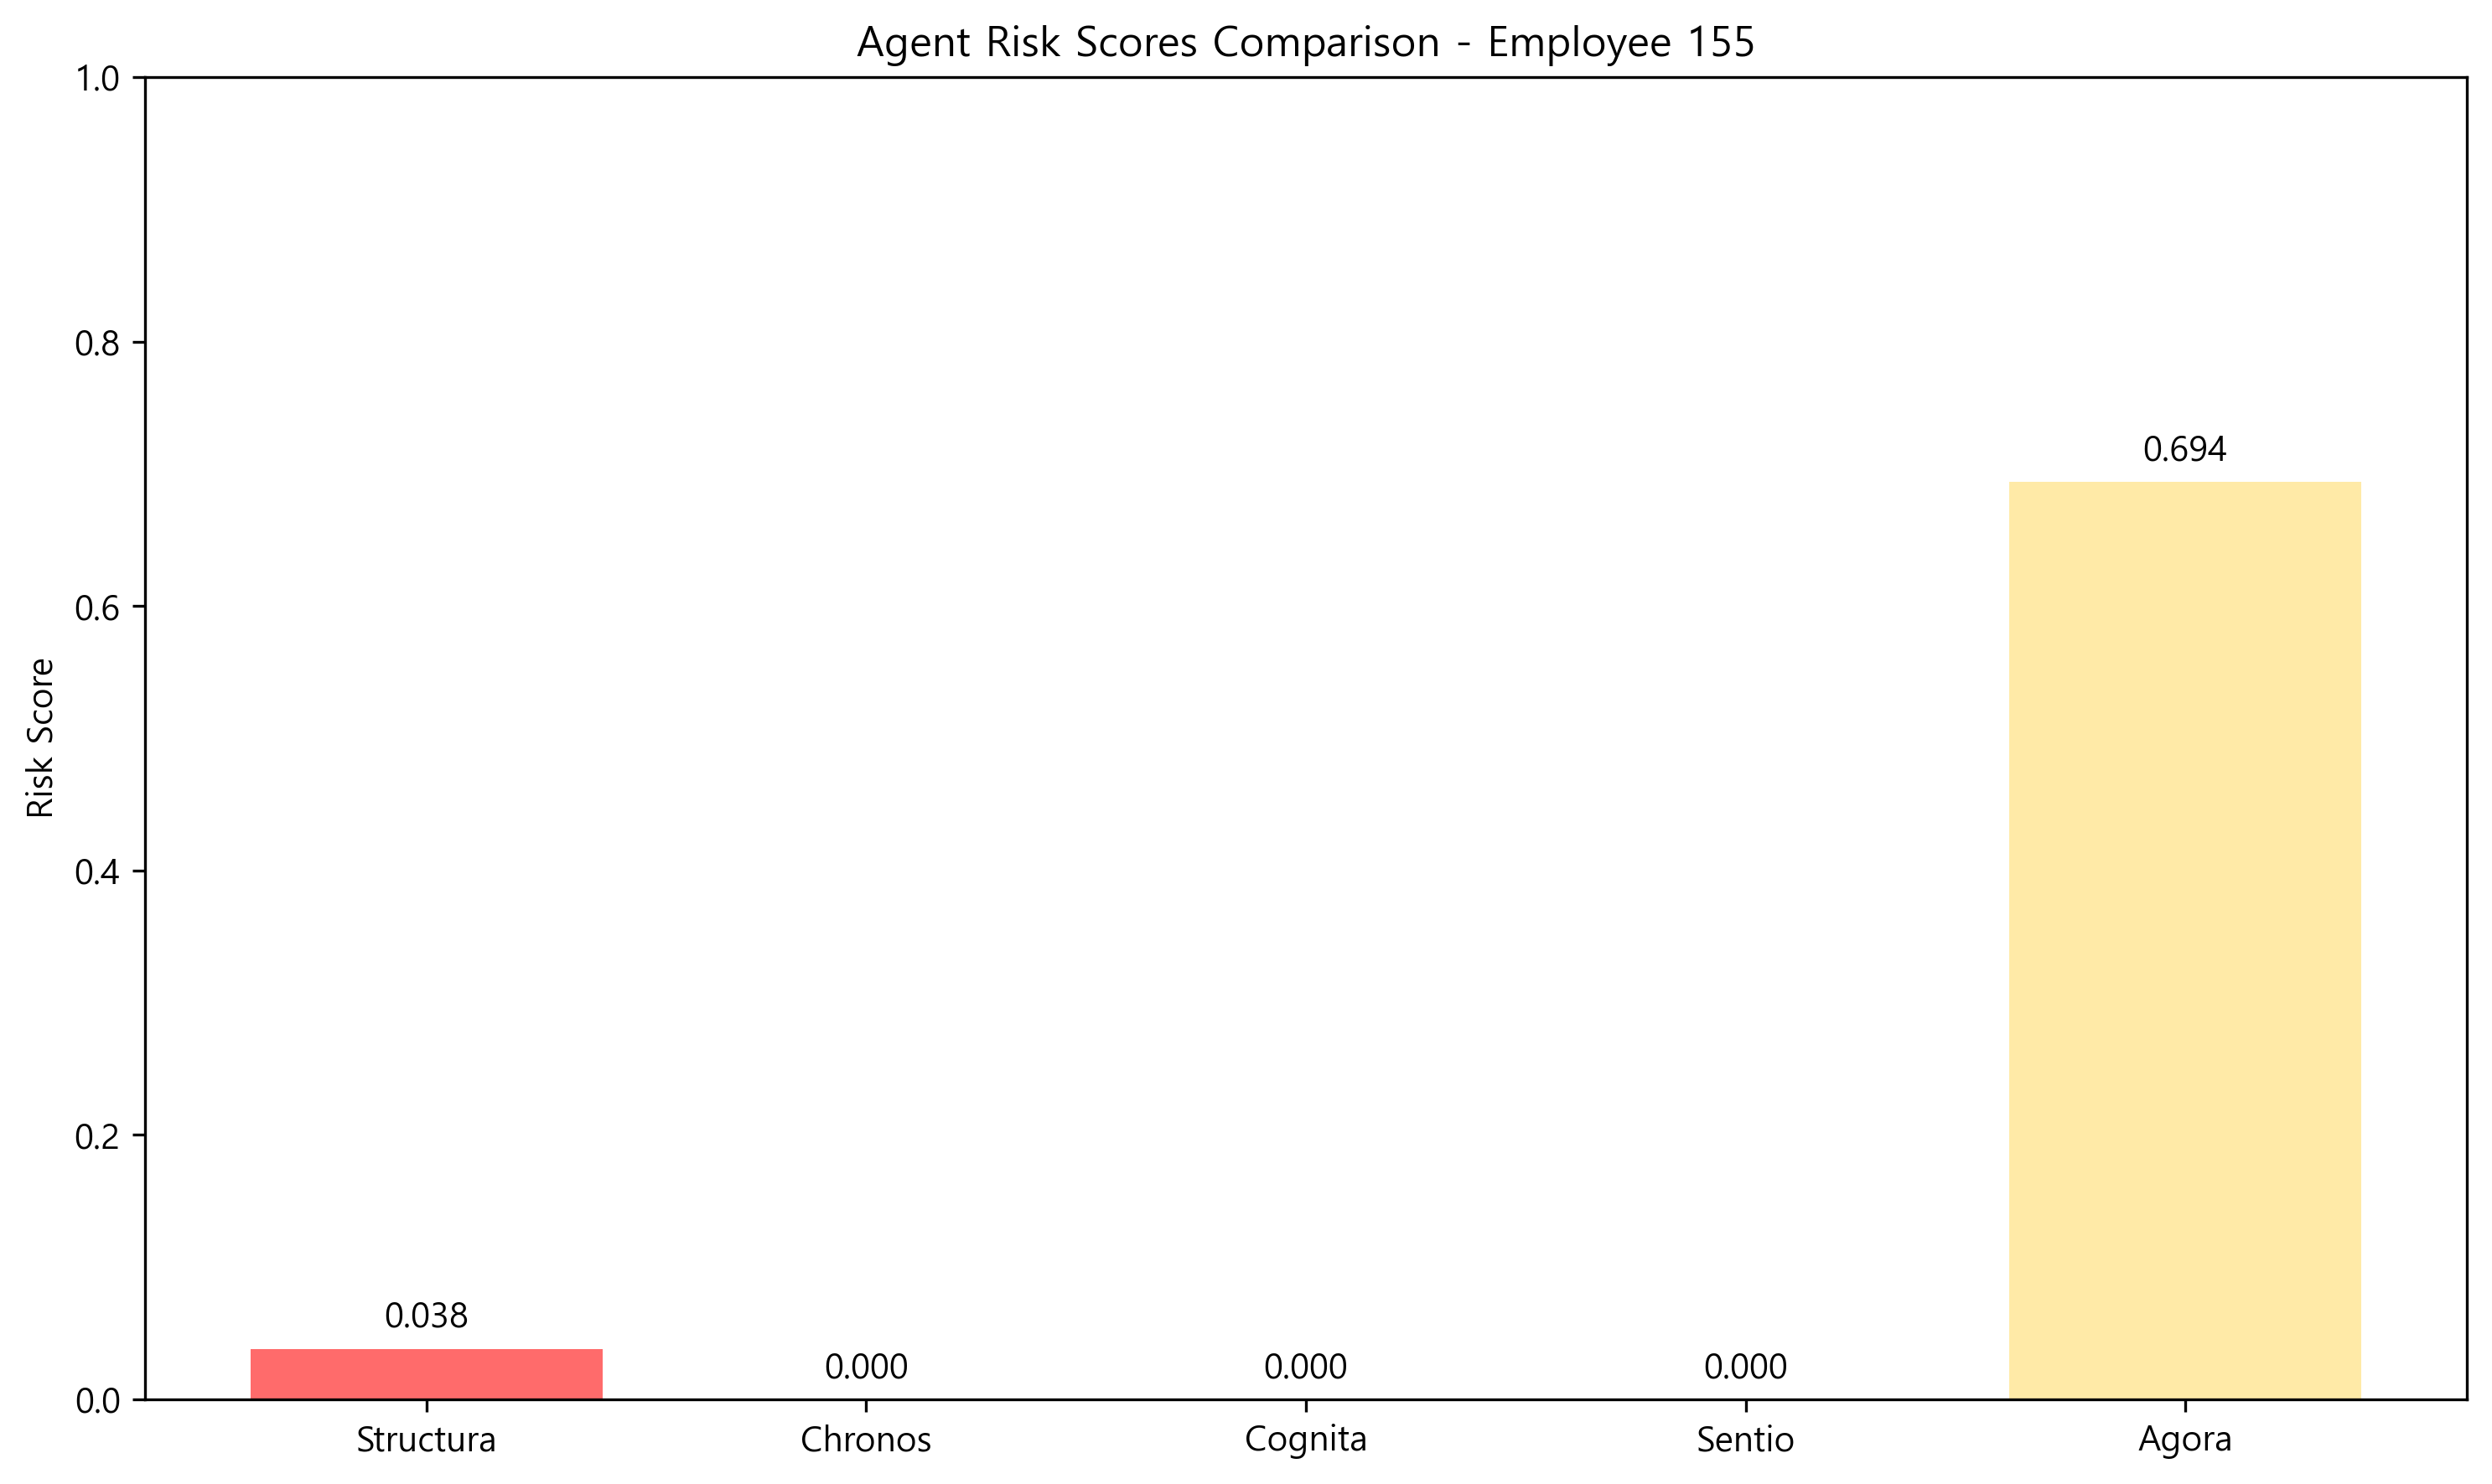 Agent Risk Scores Comparison - Employee 155
1.0
0.8
0.6
0.4
0.2
0.0
Risk Score
0.038
0.000
0.000
0.000
0.694
Structura
Chronos
Cognita
Sentio
Agora